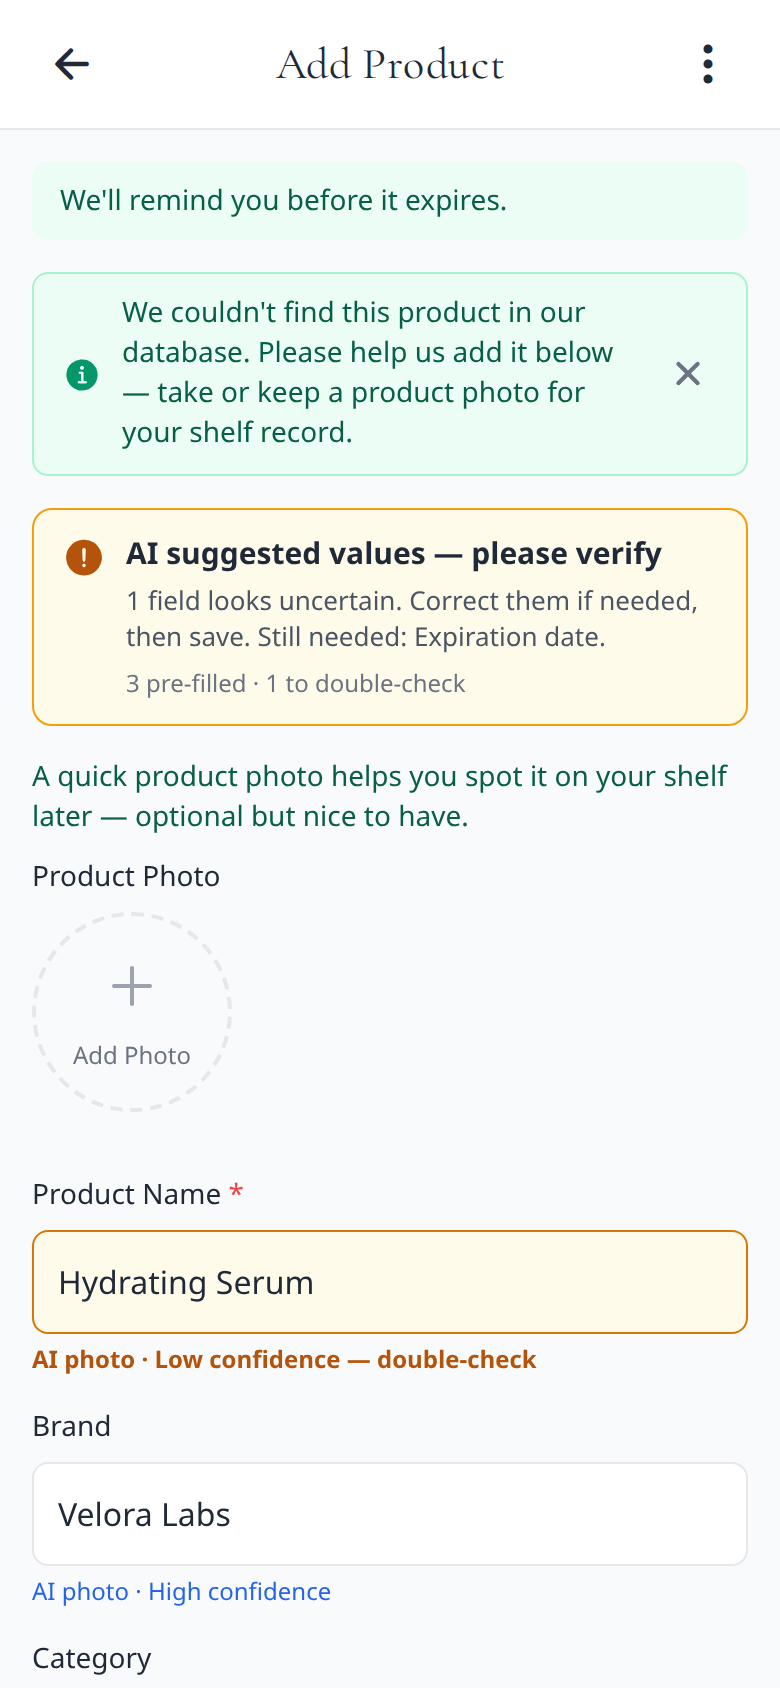 Add Product
We'll remind you before it expires.
We couldn't find this product in our
database. Please help us add it below
— take or keep a product photo for
your shelf record.
AI suggested values — please verify
1 field looks uncertain. Correct them if needed,
then save. Still needed: Expiration date.
3 pre-filled · 1 to double-check
A quick product photo helps you spot it on your shelf
later — optional but nice to have.
Product Photo
Add Photo
Product Name *
Hydrating Serum
AI photo · Low confidence — double-check
Brand
Velora Labs
AI photo · High confidence
Category